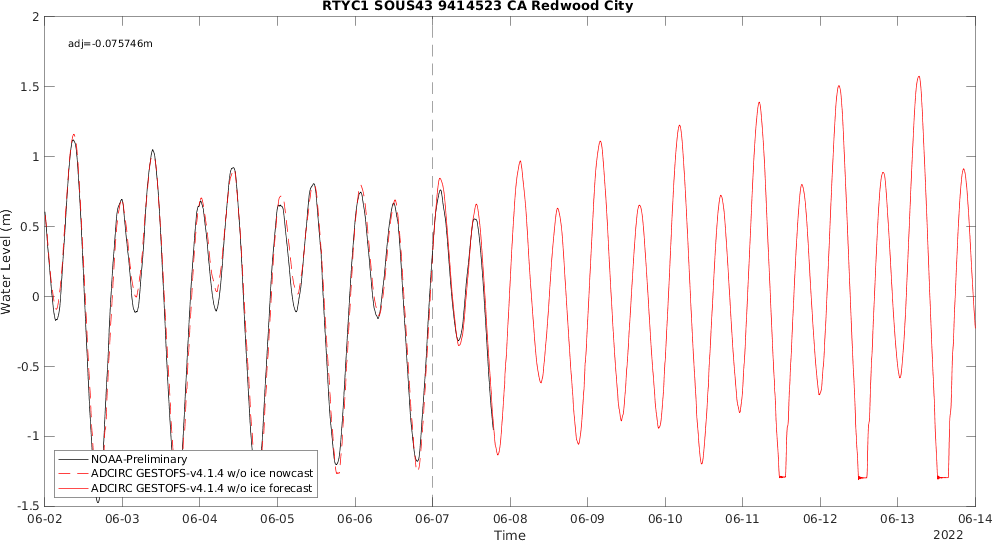 RTYC1 SOUS43 9414523 CA Redwood City
adj=-0.075746m
Water Level (m)
2
1.5
1
0.5
0
-0.5
-1
-1.5
NOAA-Preliminary
ADCIRC GESTOFS-v4.1.4 w/o ice nowcast
ADCIRC GESTOFS-v4.1.4 w/o ice forecast
06-02 06-03 06-04 06-05 06-06 06-07 06-08 06-09 06-10 06-11 06-12 06-13 06-14
Time
2022